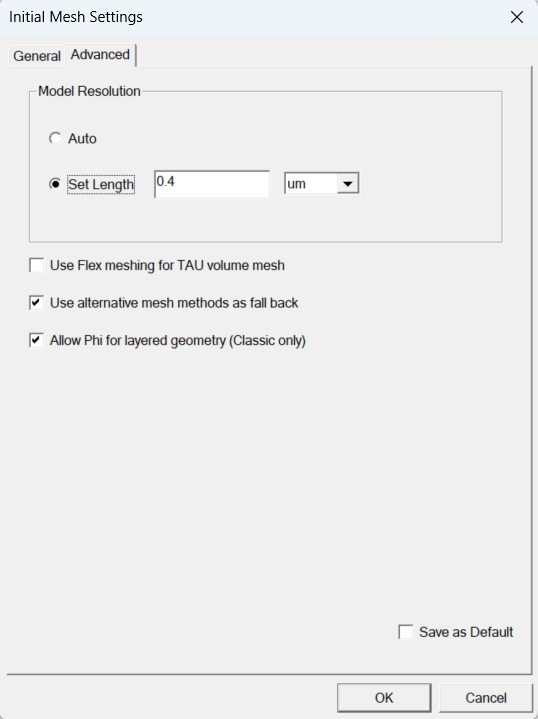 Initial Mesh Settings
General Advanced
Model Resolution
Auto
Set Length 0.4 um
Use Flex meshing for TAU volume mesh
Use alternative mesh methods as fall back
Allow Phi for layered geometry (Classic only)
Save as Default
OK Cancel